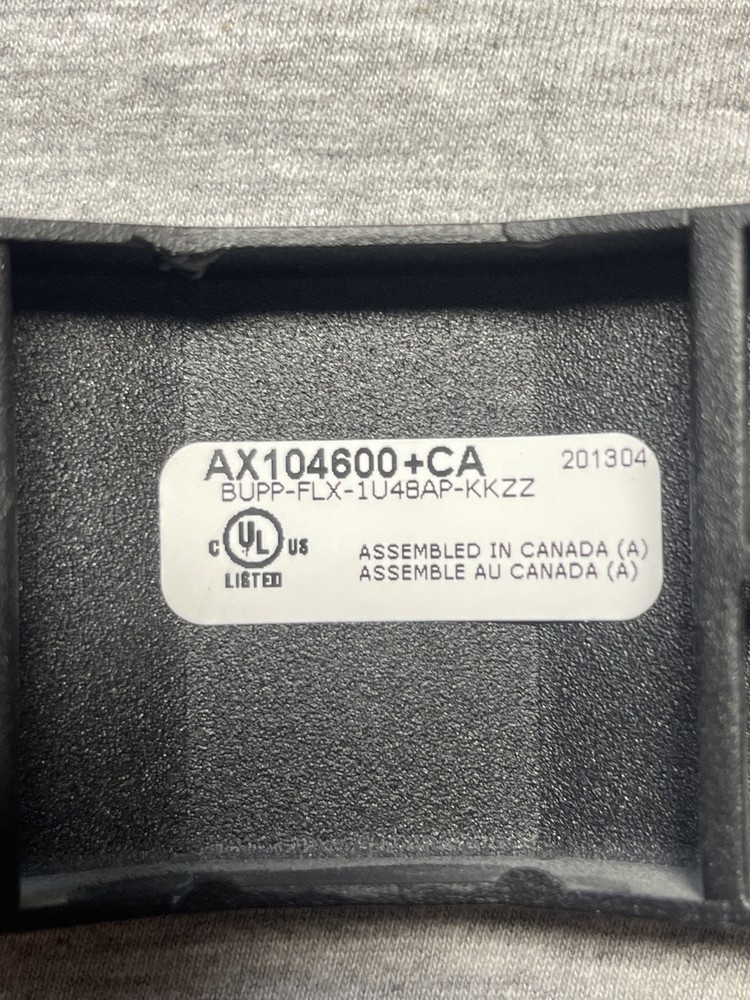 AX104600+CA 201304
BUPP-FLX-1U48AP-KKZZ
C UL US
LISTED
ASSEMBLED IN CANADA (A)
ASSEMBLE AU CANADA (A)